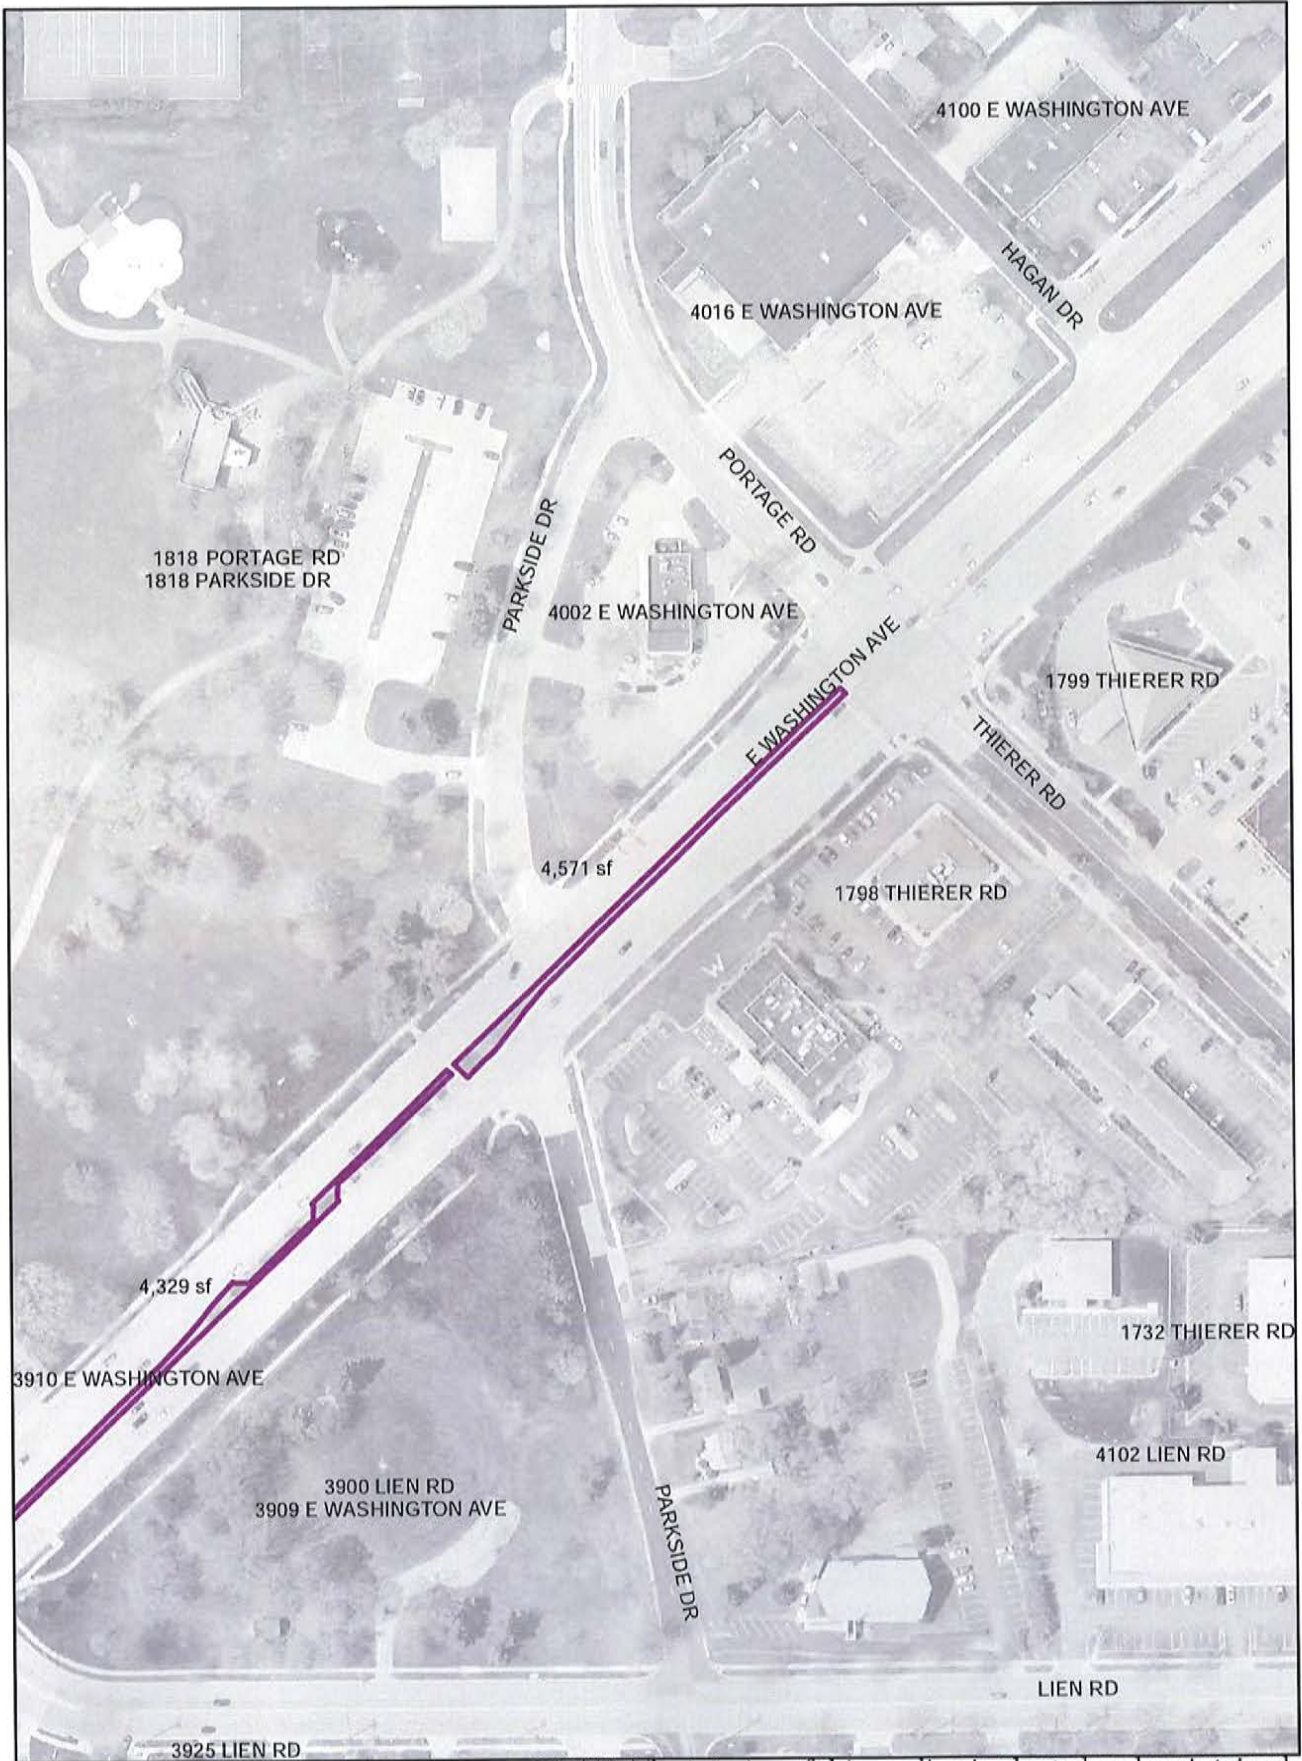 4100 E WASHINGTON AVE
HAGAN DR
4016 E WASHINGTON AVE
PORTAGE RD
PARKSIDE DR
1818 PORTAGE RD
1818 PARKSIDE DR
4002 E WASHINGTON AVE
E WASHINGTON AVE
1799 THIERER RD
THIERER RD
4,571 sf
1798 THIERER RD
4,329 sf
1732 THIERER RD
3910 E WASHINGTON AVE
4102 LIEN RD
3900 LIEN RD
3909 E WASHINGTON AVE
PARKSIDE DR
LIEN RD
3925 LIEN RD